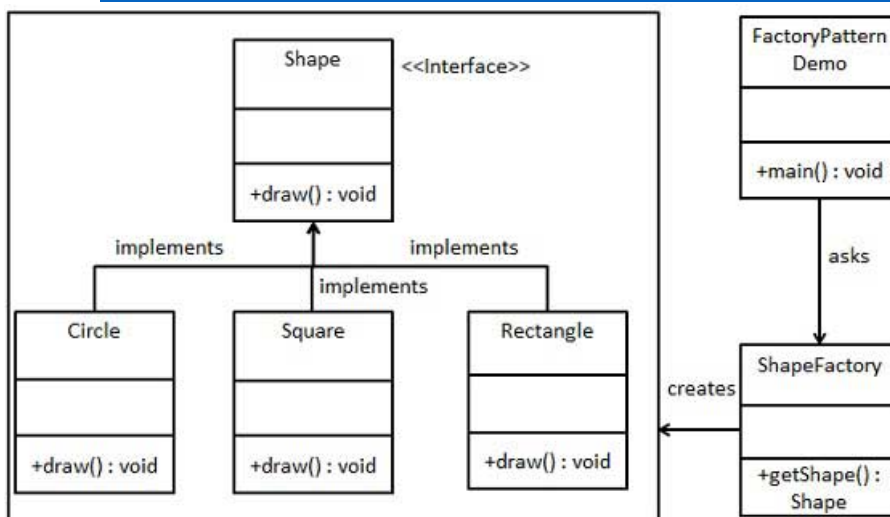 Shape
<<Interface>>
+draw() : void
implements
implements
implements
Circle
+draw() : void
Square
+draw() : void
Rectangle
+draw() : void
FactoryPattern
Demo
+main() : void
asks
ShapeFactory
+getShape() :
Shape
creates